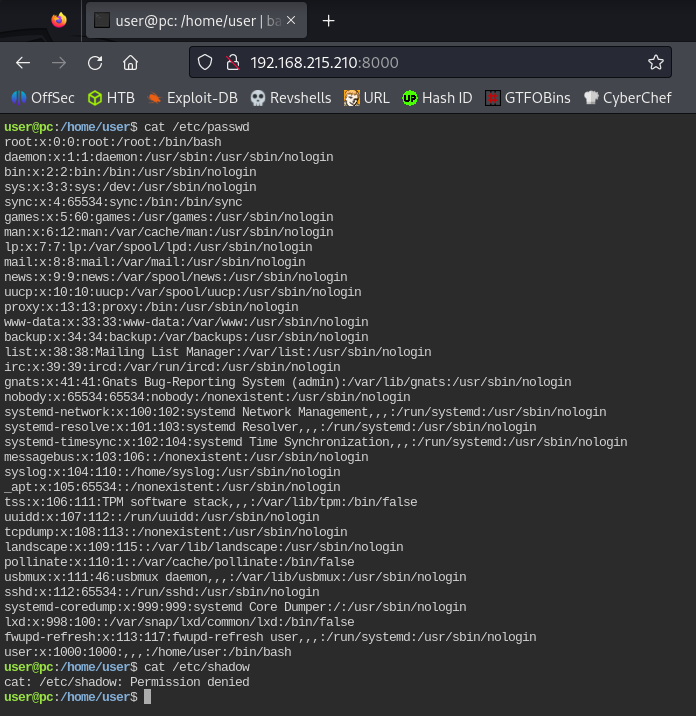 user@pc: /home/user | ba
192.168.215.210:8000
OffSec HTB Exploit-DB Revshells URL Hash ID GTFOBins CyberChef
user@pc:/home/user$ cat /etc/passwd
root:x:0:0:root:/root:/bin/bash
daemon:x:1:1:daemon:/usr/sbin:/usr/sbin/nologin
bin:x:2:2:bin:/bin:/usr/sbin/nologin
sys:x:3:3:sys:/dev:/usr/sbin/nologin
sync:x:4:65534:sync:/bin:/bin/sync
games:x:5:60:games:/usr/games:/usr/sbin/nologin
man:x:6:12:man:/var/cache/man:/usr/sbin/nologin
lp:x:7:7:lp:/var/spool/lpd:/usr/sbin/nologin
mail:x:8:8:mail:/var/mail:/usr/sbin/nologin
news:x:9:9:news:/var/spool/news:/usr/sbin/nologin
uucp:x:10:10:uucp:/var/spool/uucp:/usr/sbin/nologin
proxy:x:13:13:proxy:/bin:/usr/sbin/nologin
www-data:x:33:33:www-data:/var/www:/usr/sbin/nologin
backup:x:34:34:backup:/var/backups:/usr/sbin/nologin
list:x:38:38:Mailing List Manager:/var/list:/usr/sbin/nologin
irc:x:39:39:ircd:/var/run/ircd:/usr/sbin/nologin
gnats:x:41:41:Gnats Bug-Reporting System (admin):/var/lib/gnats:/usr/sbin/nologin
nobody:x:65534:65534:nobody:/nonexistent:/usr/sbin/nologin
systemd-network:x:100:102:systemd Network Management,,,:/run/systemd:/usr/sbin/nologin
systemd-resolve:x:101:103:systemd Resolver,,,:/run/systemd:/usr/sbin/nologin
systemd-timesync:x:102:104:systemd Time Synchronization,,,:/run/systemd:/usr/sbin/nologin
messagebus:x:103:106::/nonexistent:/usr/sbin/nologin
syslog:x:104:110::/home/syslog:/usr/sbin/nologin
_apt:x:105:65534::/nonexistent:/usr/sbin/nologin
tss:x:106:111:TPM software stack,,,:/var/lib/tpm:/bin/false
uuidd:x:107:112::/run/uuidd:/usr/sbin/nologin
tcpdump:x:108:113::/nonexistent:/usr/sbin/nologin
landscape:x:109:115::/var/lib/landscape:/usr/sbin/nologin
pollinate:x:110:1::/var/cache/pollinate:/bin/false
usbmux:x:111:46:usbmux daemon,,,:/var/lib/usbmux:/usr/sbin/nologin
sshd:x:112:65534::/run/sshd:/usr/sbin/nologin
systemd-coredump:x:999:999:systemd Core Dumper:/:/usr/sbin/nologin
lxd:x:998:100::/var/snap/lxd/common/lxd:/bin/false
fwupd-refresh:x:113:117:fwupd-refresh user,,,:/run/systemd:/usr/sbin/nologin
user:x:1000:1000:,,,:/home/user:/bin/bash
user@pc:/home/user$ cat /etc/shadow
cat: /etc/shadow: Permission denied
user@pc:/home/user$